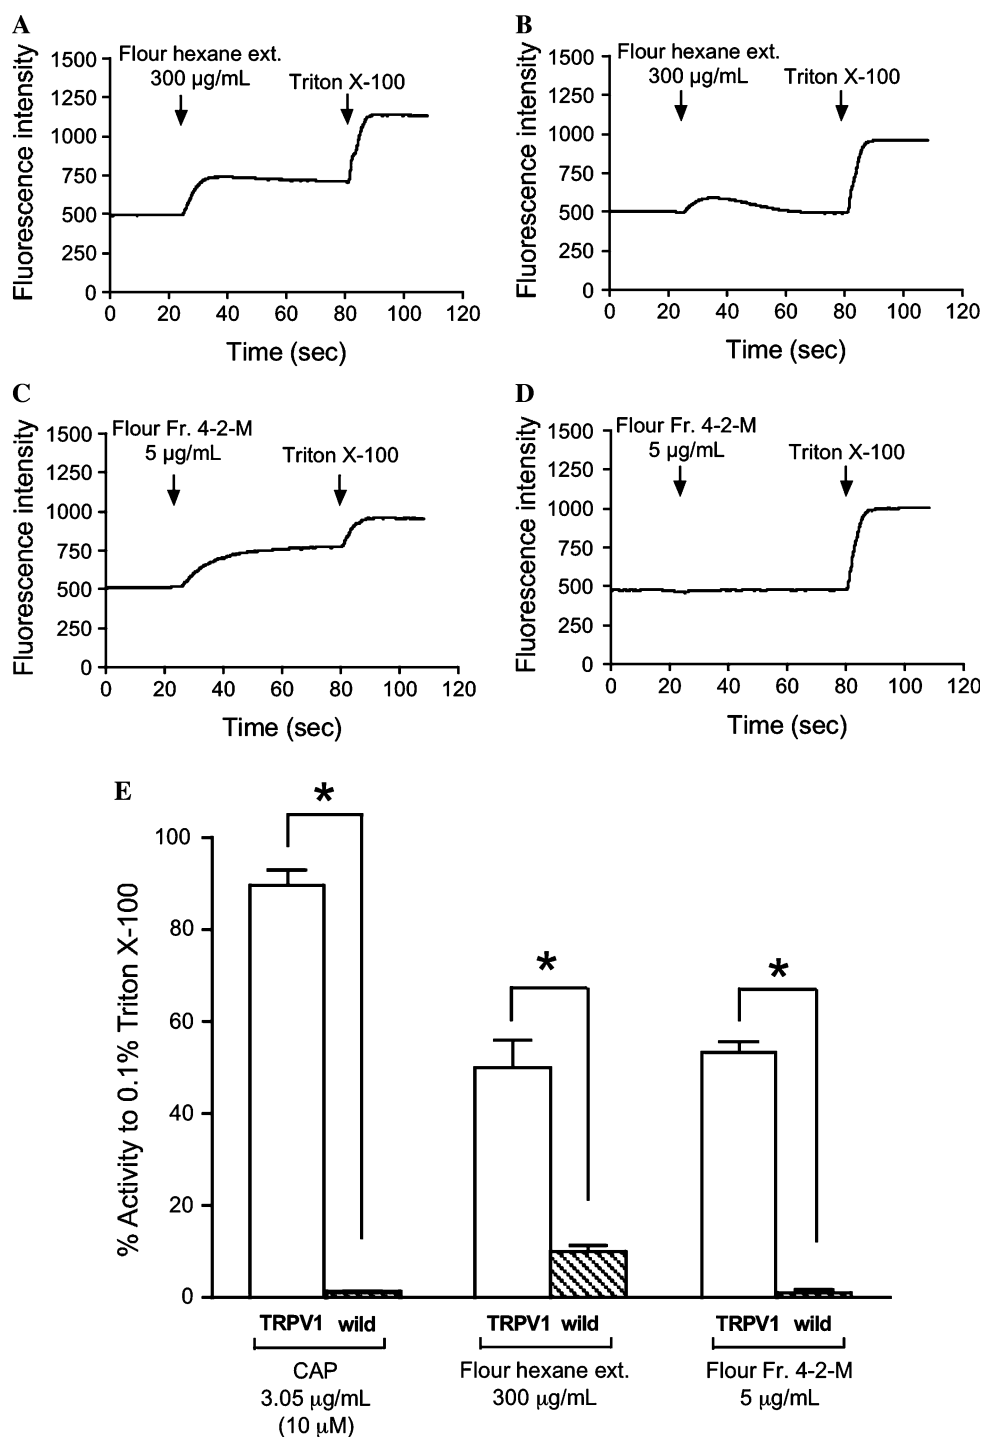 A
Flour hexane ext.
300 µg/mL
Triton X-100
Fluorescence intensity
1500
1250
1000
750
500
250
0
0 20 40 60 80 100 120
Time (sec)
B
Flour hexane ext.
300 µg/mL
Triton X-100
Fluorescence intensity
1500
1250
1000
750
500
250
0
0 20 40 60 80 100 120
Time (sec)
C
Flour Fr. 4-2-M
5 µg/mL
Triton X-100
Fluorescence intensity
1500
1250
1000
750
500
250
0
0 20 40 60 80 100 120
Time (sec)
D
Flour Fr. 4-2-M
5 µg/mL
Triton X-100
Fluorescence intensity
1500
1250
1000
750
500
250
0
0 20 40 60 80 100 120
Time (sec)
E
% Activity to 0.1% Triton X-100
100
80
60
40
20
0
* * *
TRPV1 wild TRPV1 wild TRPV1 wild
CAP
3.05 µg/mL
(10 µM)
Flour hexane ext.
300 µg/mL
Flour Fr. 4-2-M
5 µg/mL